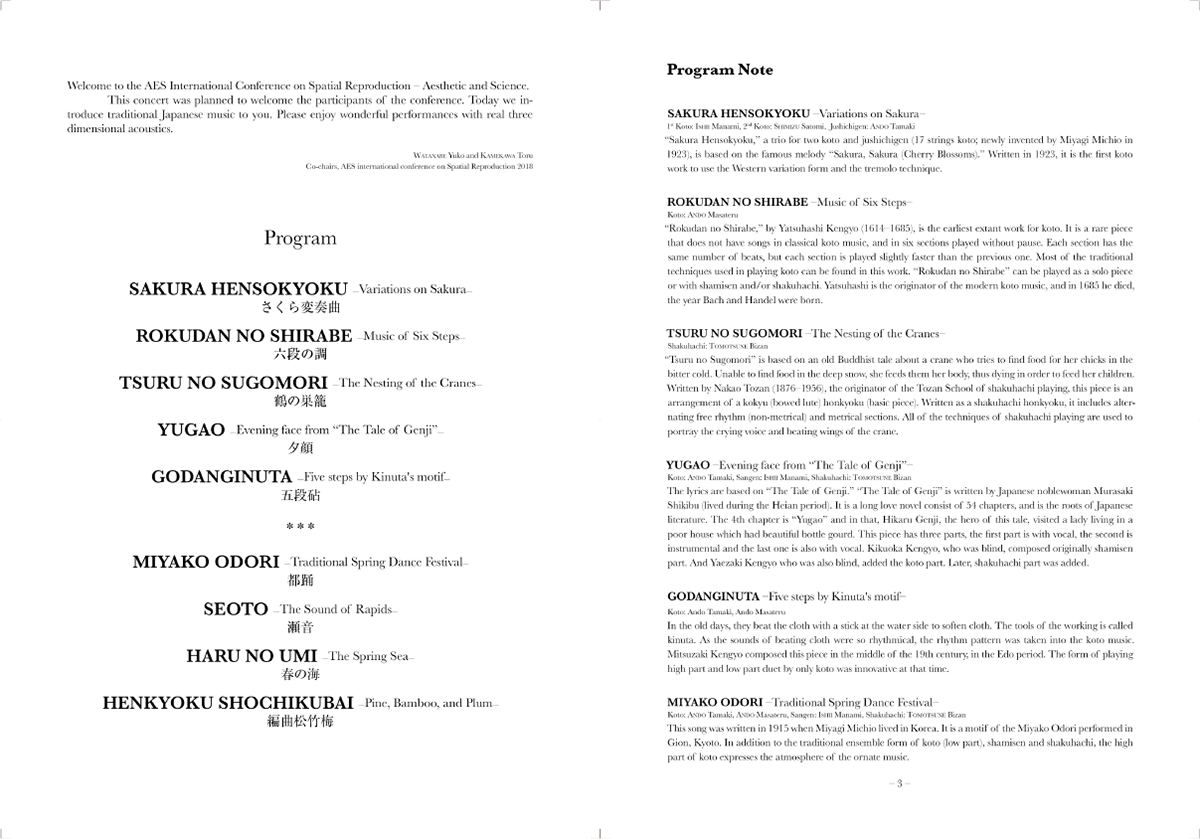 Welcome to the AES International Conference on Spatial Reproduction – Aesthetic and Science.
This concert was planned to welcome the participants of the conference. Today we in-
troduce traditional Japanese music to you. Please enjoy wonderful performances with real three
dimensional acoustics.
WATANABE Yuko and KAMEKAWA Toru
Co-chairs, AES international conference on Spatial Reproduction 2018
Program
SAKURA HENSOKYOKU –Variations on Sakura–
さくら変奏曲
ROKUDAN NO SHIRABE –Music of Six Steps–
六段の調
TSURU NO SUGOMORI –The Nesting of the Cranes–
鶴の巣籠
YUGAO –Evening face from “The Tale of Genji”–
夕顔
GODANGINUTA –Five steps by Kinuta's motif–
五段砧
* * *
MIYAKO ODORI –Traditional Spring Dance Festival–
都踊
SEOTO –The Sound of Rapids–
瀬音
HARU NO UMI –The Spring Sea–
春の海
HENKYOKU SHOCHIKUBAI –Pine, Bamboo, and Plum–
編曲松竹梅
Program Note
SAKURA HENSOKYOKU –Variations on Sakura–
1st Koto: ISHII Manami, 2nd Koto: SHIMIZU Satomi, Jushichigen: ANDO Tamaki
“Sakura Hensokyoku,” a trio for two koto and jushichigen (17 strings koto; newly invented by Miyagi Michio in
1923), is based on the famous melody “Sakura, Sakura (Cherry Blossoms).” Written in 1923, it is the first koto
work to use the Western variation form and the tremolo technique.
ROKUDAN NO SHIRABE –Music of Six Steps–
Koto: ANDO Masateru
“Rokudan no Shirabe,” by Yatsuhashi Kengyo (1614–1685), is the earliest extant work for koto. It is a rare piece
that does not have songs in classical koto music, and in six sections played without pause. Each section has the
same number of beats, but each section is played slightly faster than the previous one. Most of the traditional
techniques used in playing koto can be found in this work. “Rokudan no Shirabe” can be played as a solo piece
or with shamisen and/or shakuhachi. Yatsuhashi is the originator of the modern koto music, and in 1685 he died,
the year Bach and Handel were born.
TSURU NO SUGOMORI –The Nesting of the Cranes–
Shakuhachi: TOMOTSUNE Bizan
“Tsuru no Sugomori” is based on an old Buddhist tale about a crane who tries to find food for her chicks in the
bitter cold. Unable to find food in the deep snow, she feeds them her body, thus dying in order to feed her children.
Written by Nakao Tozan (1876–1956), the originator of the Tozan School of shakuhachi playing, this piece is an
arrangement of a kokyu (bowed lute) honkyoku (basic piece). Written as a shakuhachi honkyoku, it includes alter-
nating free rhythm (non-metrical) and metrical sections. All of the techniques of shakuhachi playing are used to
portray the crying voice and beating wings of the crane.
YUGAO –Evening face from “The Tale of Genji”–
Koto: ANDO Tamaki, Sangen: ISHII Manami, Shakuhachi: TOMOTSUNE Bizan
The lyrics are based on “The Tale of Genji.” “The Tale of Genji” is written by Japanese noblewoman Murasaki
Shikibu (lived during the Heian period). It is a long love novel consist of 54 chapters, and is the roots of Japanese
literature. The 4th chapter is “Yugao” and in that, Hikaru Genji, the hero of this tale, visited a lady living in a
poor house which had beautiful bottle gourd. This piece has three parts, the first part is with vocal, the second is
instrumental and the last one is also with vocal. Kikuoka Kengyo, who was blind, composed originally shamisen
part. And Yaezaki Kengyo who was also blind, added the koto part. Later, shakuhachi part was added.
GODANGINUTA –Five steps by Kinuta's motif–
Koto: Ando Tamaki, Ando Masateru
In the old days, they beat the cloth with a stick at the water side to soften cloth. The tools of the working is called
kinuta. As the sounds of beating cloth were so rhythmical, the rhythm pattern was taken into the koto music.
Mitsuzaki Kengyo composed this piece in the middle of the 19th century, in the Edo period. The form of playing
high part and low part duet by only koto was innovative at that time.
MIYAKO ODORI –Traditional Spring Dance Festival–
Koto: ANDO Tamaki, ANDO Masateru, Sangen: ISHII Manami, Shakuhachi: TOMOTSUNE Bizan
This song was written in 1915 when Miyagi Michio lived in Korea. It is a motif of the Miyako Odori performed in
Gion, Kyoto. In addition to the traditional ensemble form of koto (low part), shamisen and shakuhachi, the high
part of koto expresses the atmosphere of the ornate music.
– 3 –